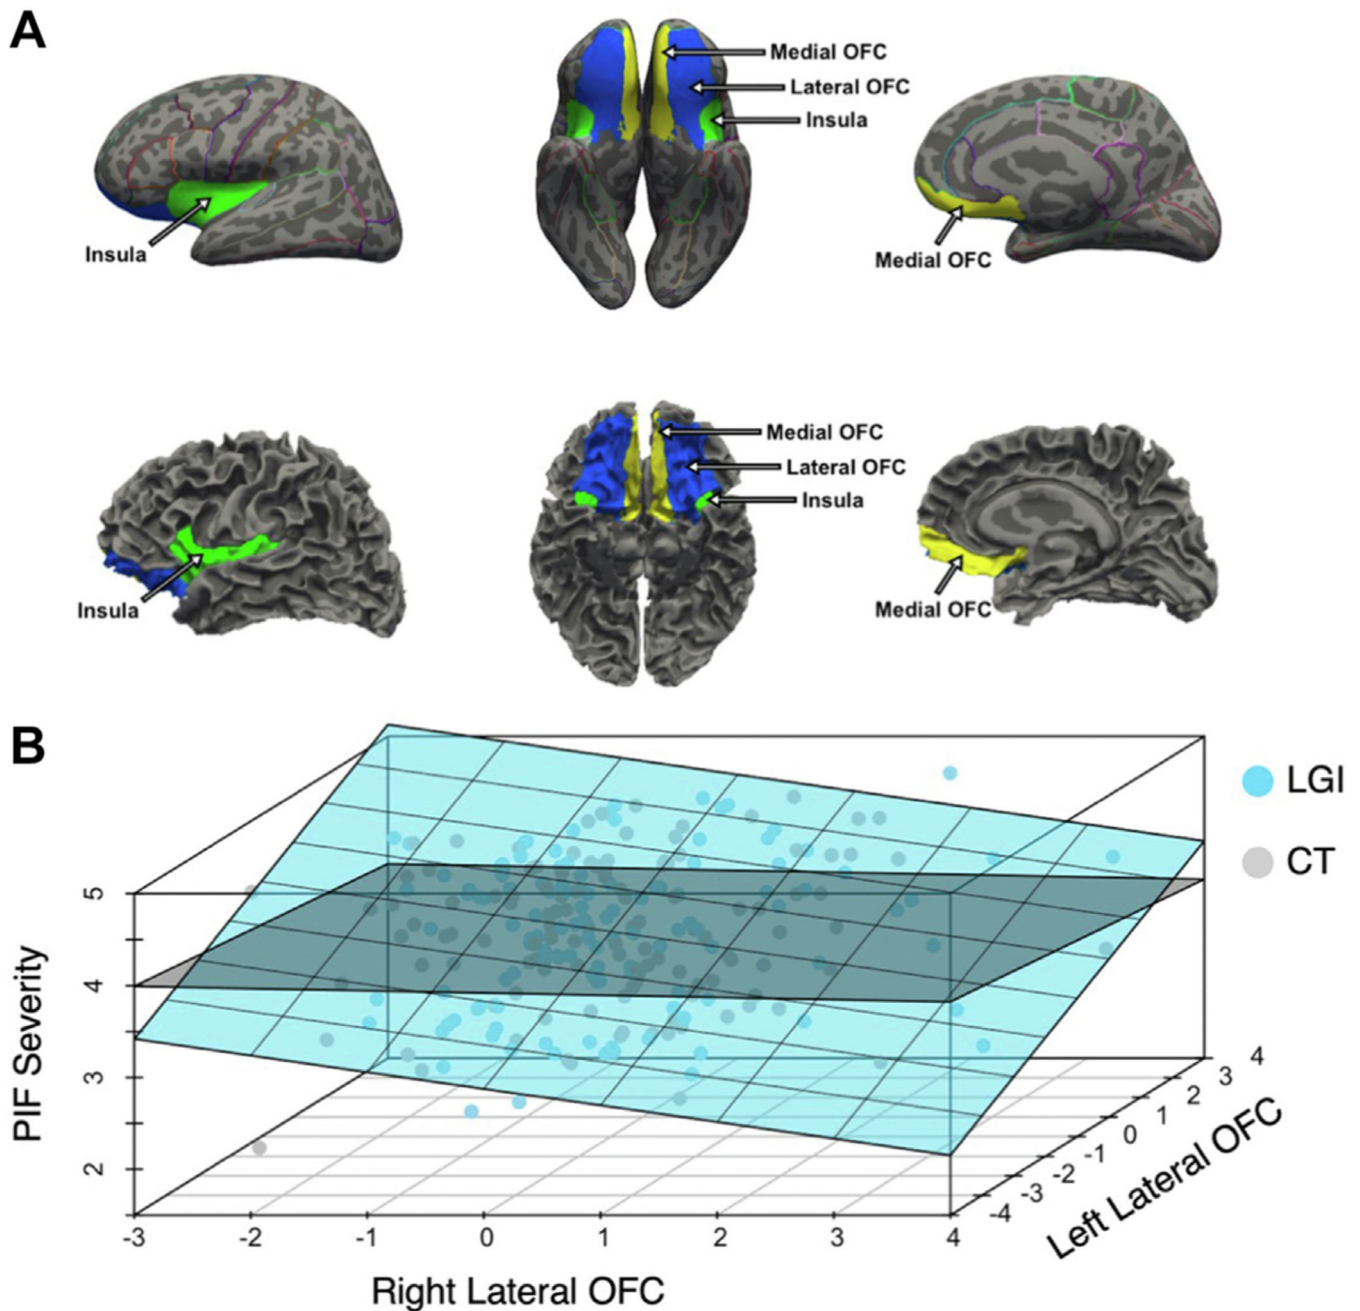 A
Medial OFC
Lateral OFC
Insula
Insula
Medial OFC
Medial OFC
Lateral OFC
Insula
Insula
Medial OFC
B
LGI
CT
5
4
3
2
PIF Severity
-3 -2 -1 0 1 2 3 4
Right Lateral OFC
-4 -3 -2 -1 0 1 2 3 4
Left Lateral OFC